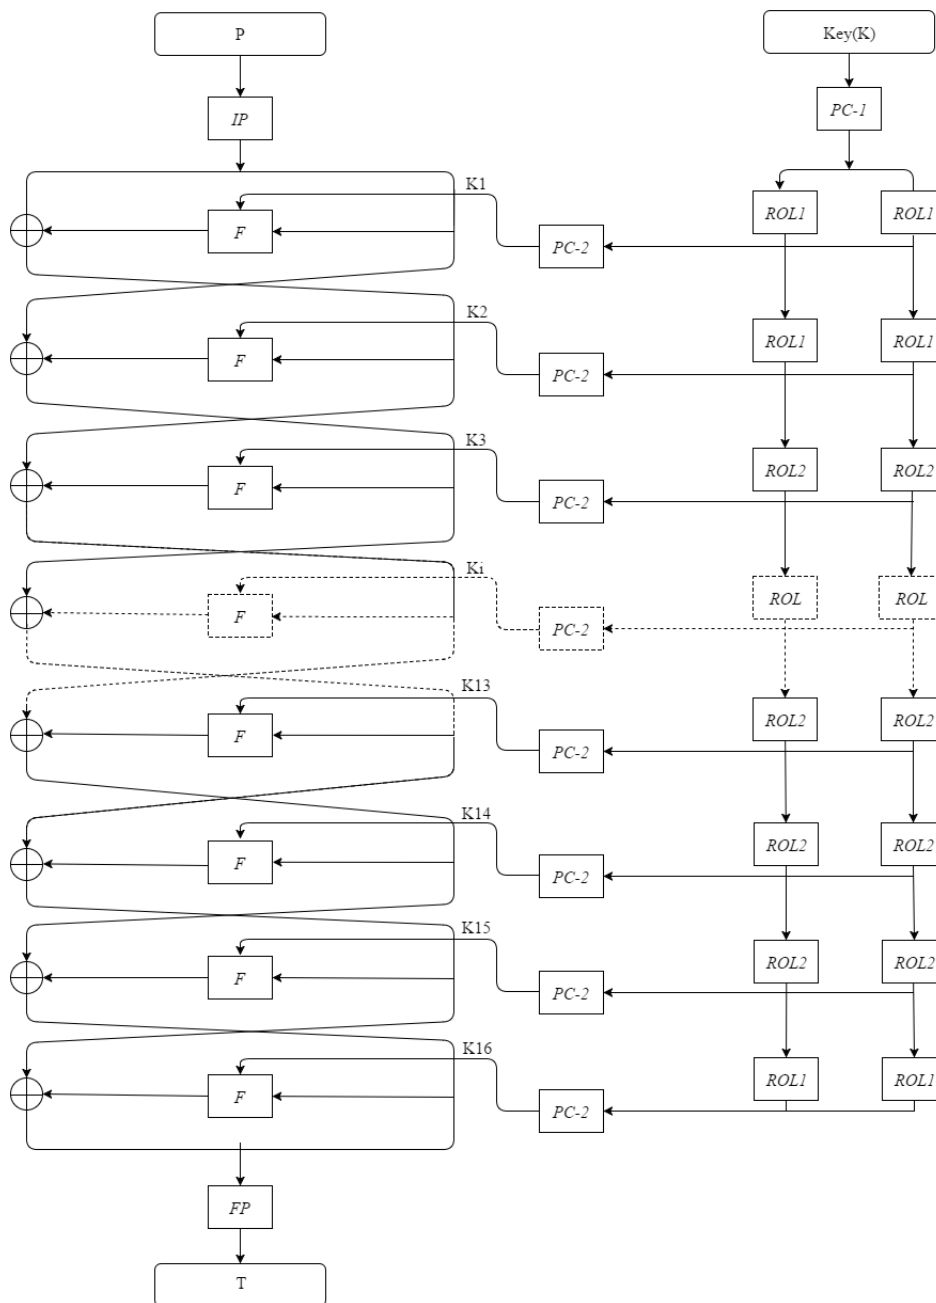 P
Key(K)
IP
PC-1
K1
F
PC-2
ROL1
ROL1
K2
F
PC-2
ROL1
ROL1
K3
F
PC-2
ROL2
ROL2
Ki
F
PC-2
ROL
ROL
K13
F
PC-2
ROL2
ROL2
K14
F
PC-2
ROL2
ROL2
K15
F
PC-2
ROL2
ROL2
K16
F
PC-2
ROL1
ROL1
FP
T